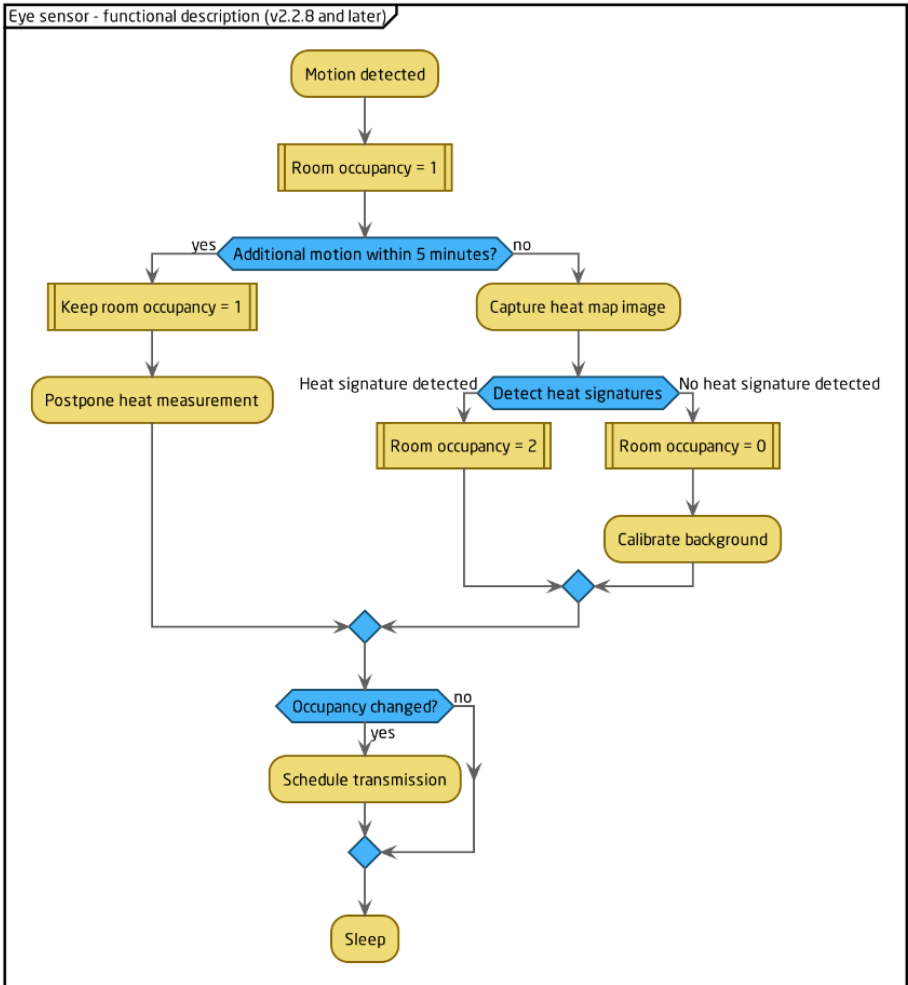 Eye sensor - functional description (v2.2.8 and later)
Motion detected
Room occupancy = 1
yes
Additional motion within 5 minutes?
no
Keep room occupancy = 1
Capture heat map image
Postpone heat measurement
Heat signature detected
Detect heat signatures
No heat signature detected
Room occupancy = 2
Room occupancy = 0
Calibrate background
Occupancy changed?
no
yes
Schedule transmission
Sleep